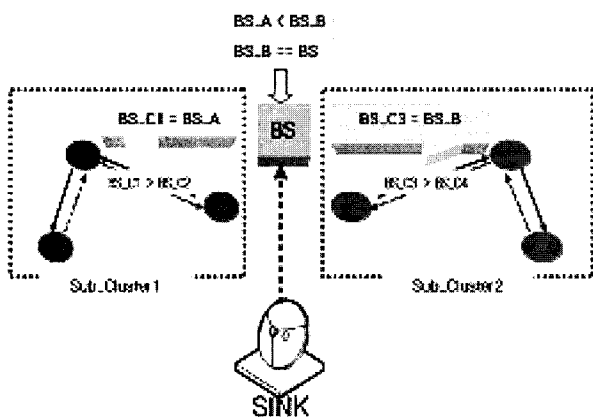 BS_A < BS_B
BS_B == BS
BS_C1 = BS_A
BS
BS_C3 = BS_B
BS_C1 > BS_C2
BS_C3 > BS_C4
Sub_Cluster1
Sub_Cluster2
SINK